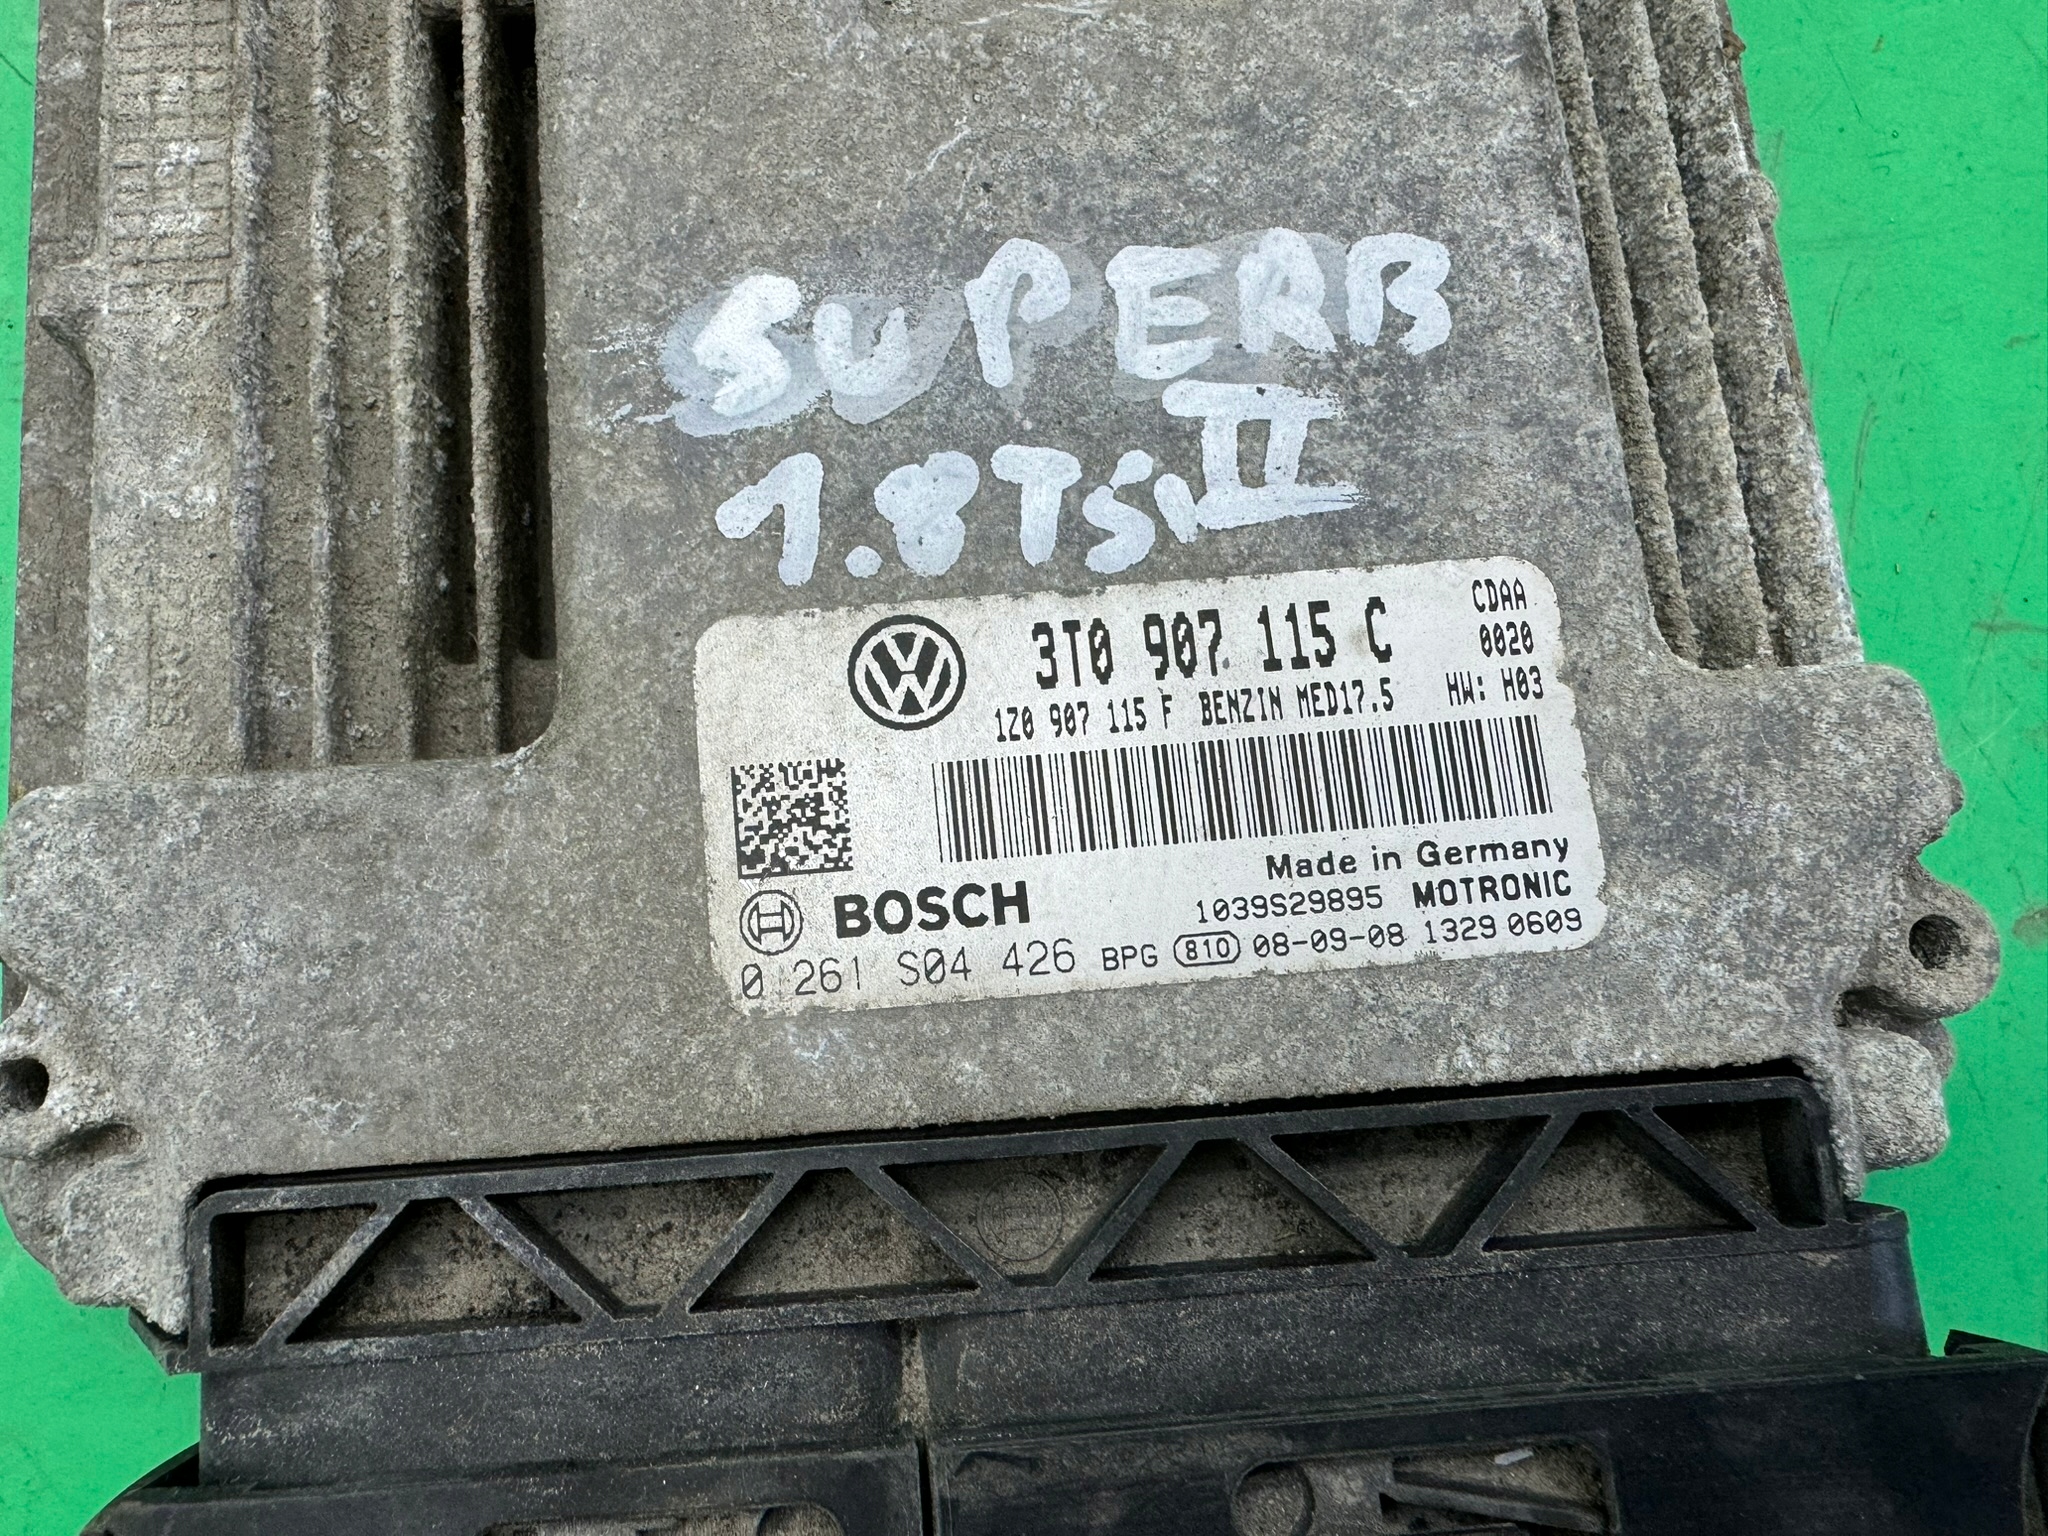 SUPERB
II
1.8TSi
3T0 907 115 C
CDAA
0020
1Z0 907 115 F BENZIN MED17.5
HW: H03
Made in Germany
BOSCH
1039S29895 MOTRONIC
0 261 S04 426 BPG 810 08-09-08 1329 0609